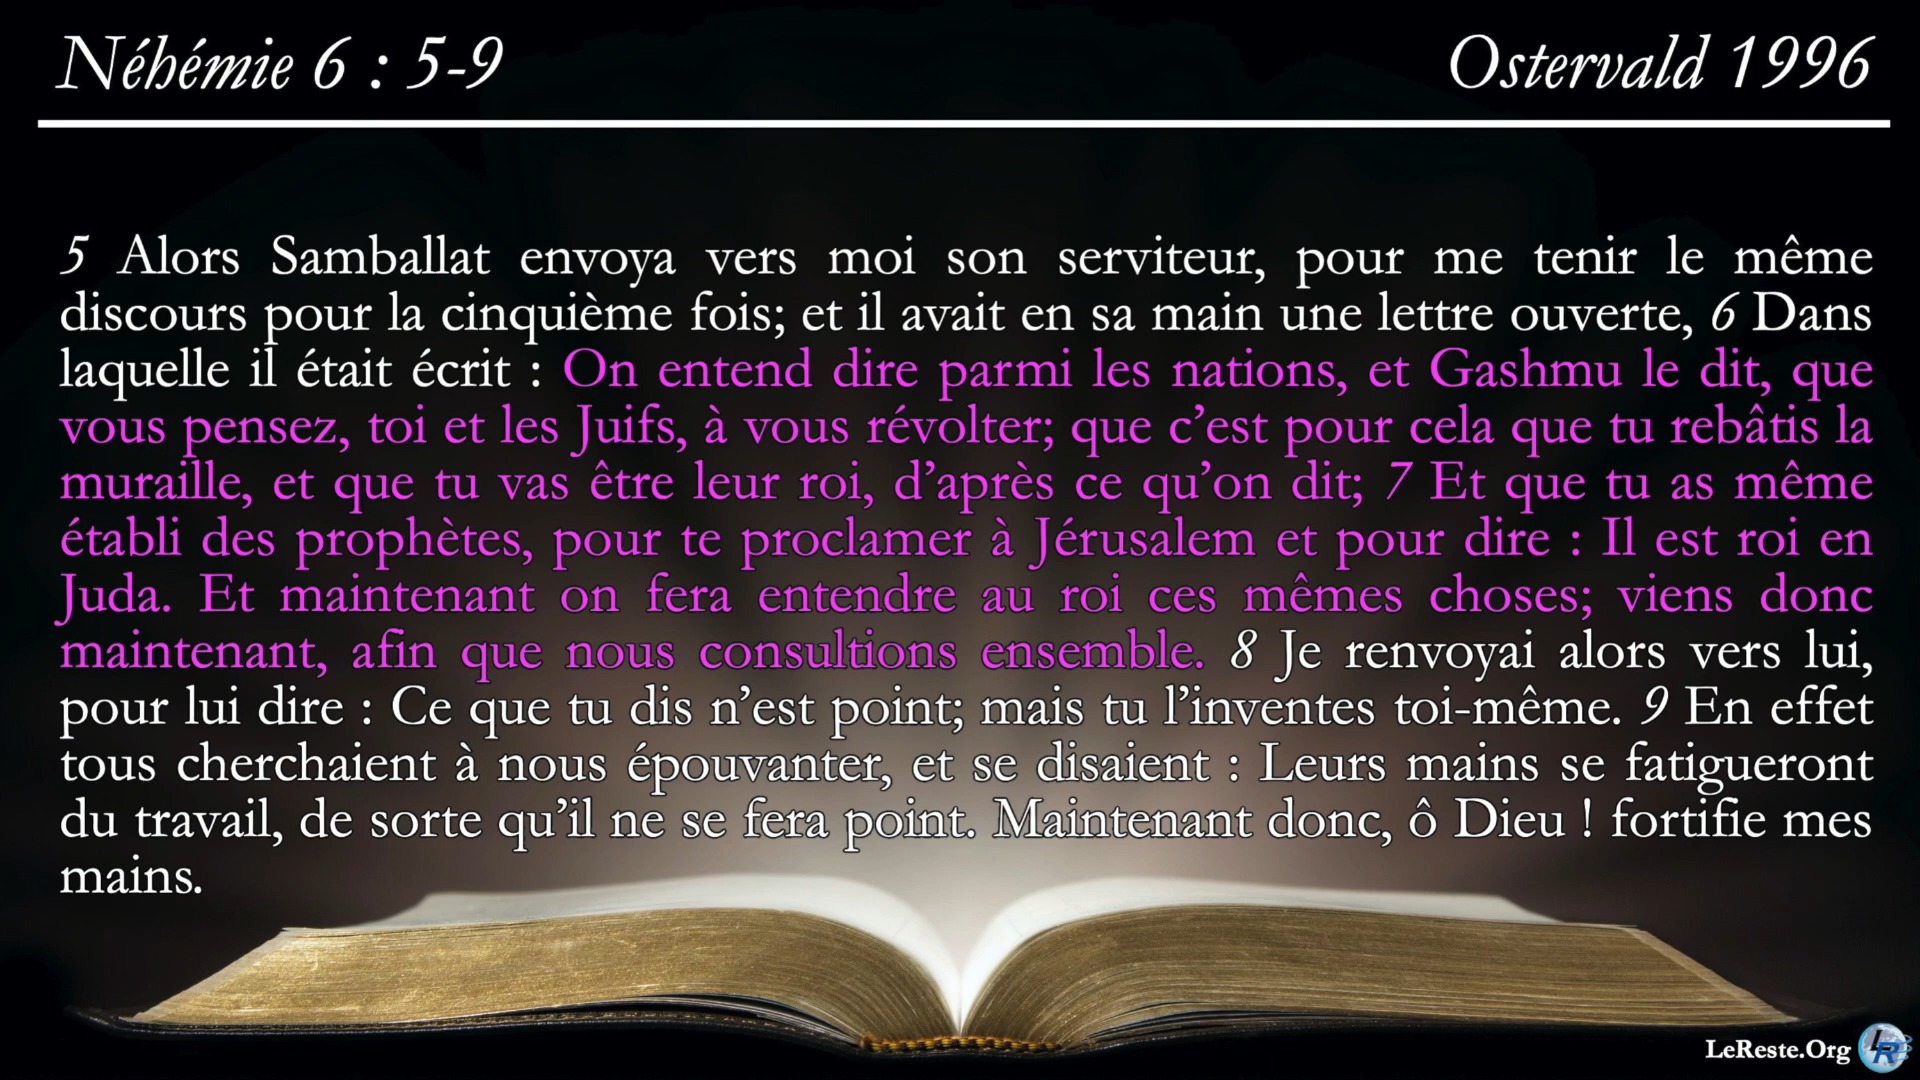 Néhémie 6 : 5-9
Ostervald 1996
5 Alors Samballat envoya vers moi son serviteur, pour me tenir le même
discours pour la cinquième fois; et il avait en sa main une lettre ouverte, 6 Dans
laquelle il était écrit : On entend dire parmi les nations, et Gashmu le dit, que
vous pensez, toi et les Juifs, à vous révolter; que c’est pour cela que tu rebâtis la
muraille, et que tu vas être leur roi, d’après ce qu’on dit; 7 Et que tu as même
établi des prophètes, pour te proclamer à Jérusalem et pour dire : Il est roi en
Juda. Et maintenant on fera entendre au roi ces mêmes choses; viens donc
maintenant, afin que nous consultions ensemble. 8 Je renvoyai alors vers lui,
pour lui dire : Ce que tu dis n’est point; mais tu l’inventes toi-même. 9 En effet
tous cherchaient à nous épouvanter, et se disaient : Leurs mains se fatigueront
du travail, de sorte qu’il ne se fera point. Maintenant donc, ô Dieu ! fortifie mes
mains.
LeReste.Org
LR